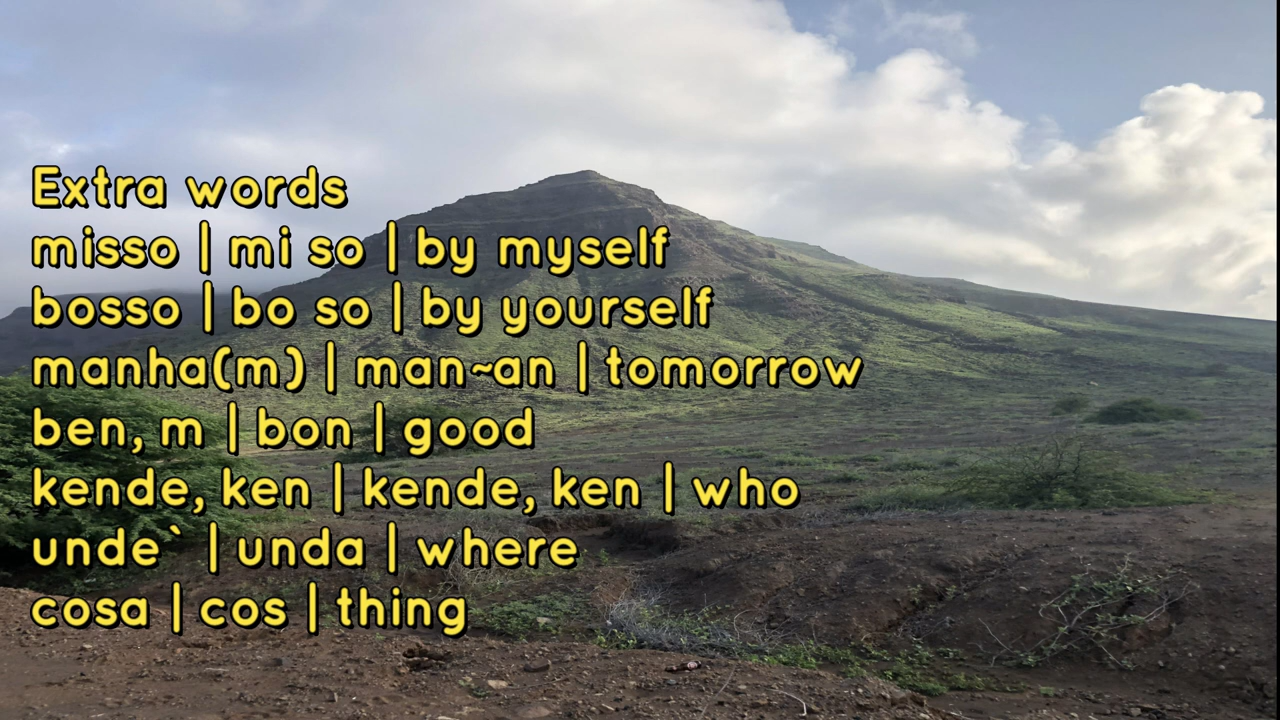 Extra words
misso | mi so | by myself
bosso | bo so | by yourself
manha(m) | man~an | tomorrow
ben, m | bon | good
kende, ken | kende, ken | who
unde` | unda | where
cosa | cos | thing